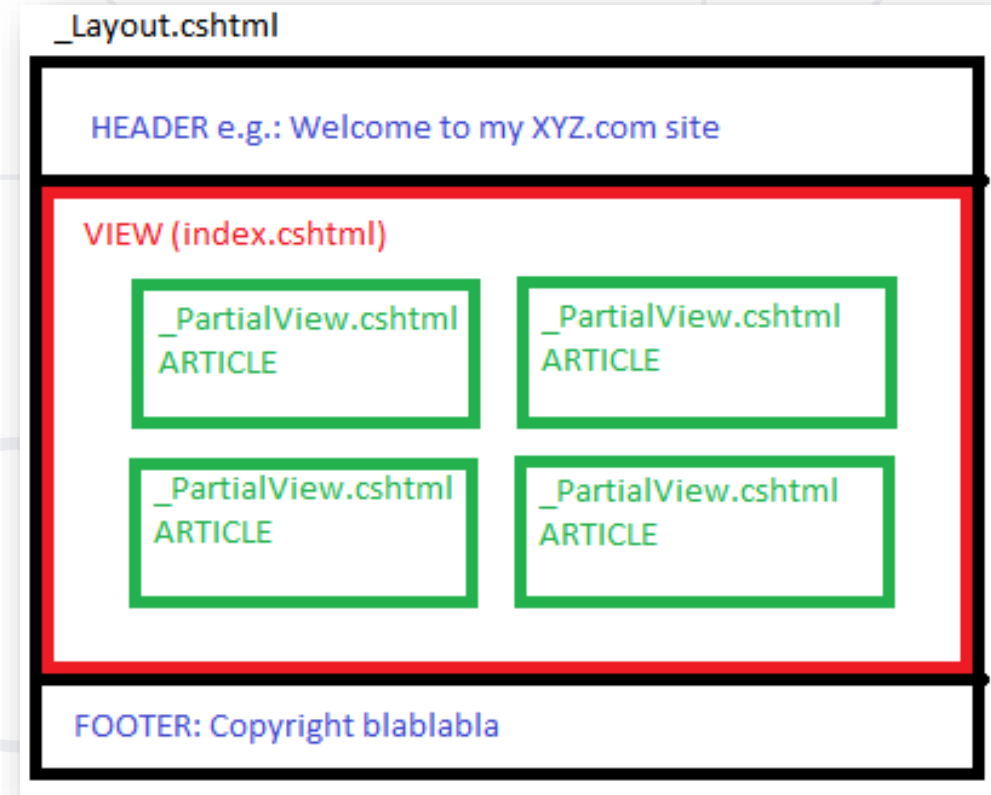 _Layout.cshtml
HEADER e.g.: Welcome to my XYZ.com site
VIEW (index.cshtml)
_PartialView.cshtml
ARTICLE
_PartialView.cshtml
ARTICLE
_PartialView.cshtml
ARTICLE
_PartialView.cshtml
ARTICLE
FOOTER: Copyright blablabla